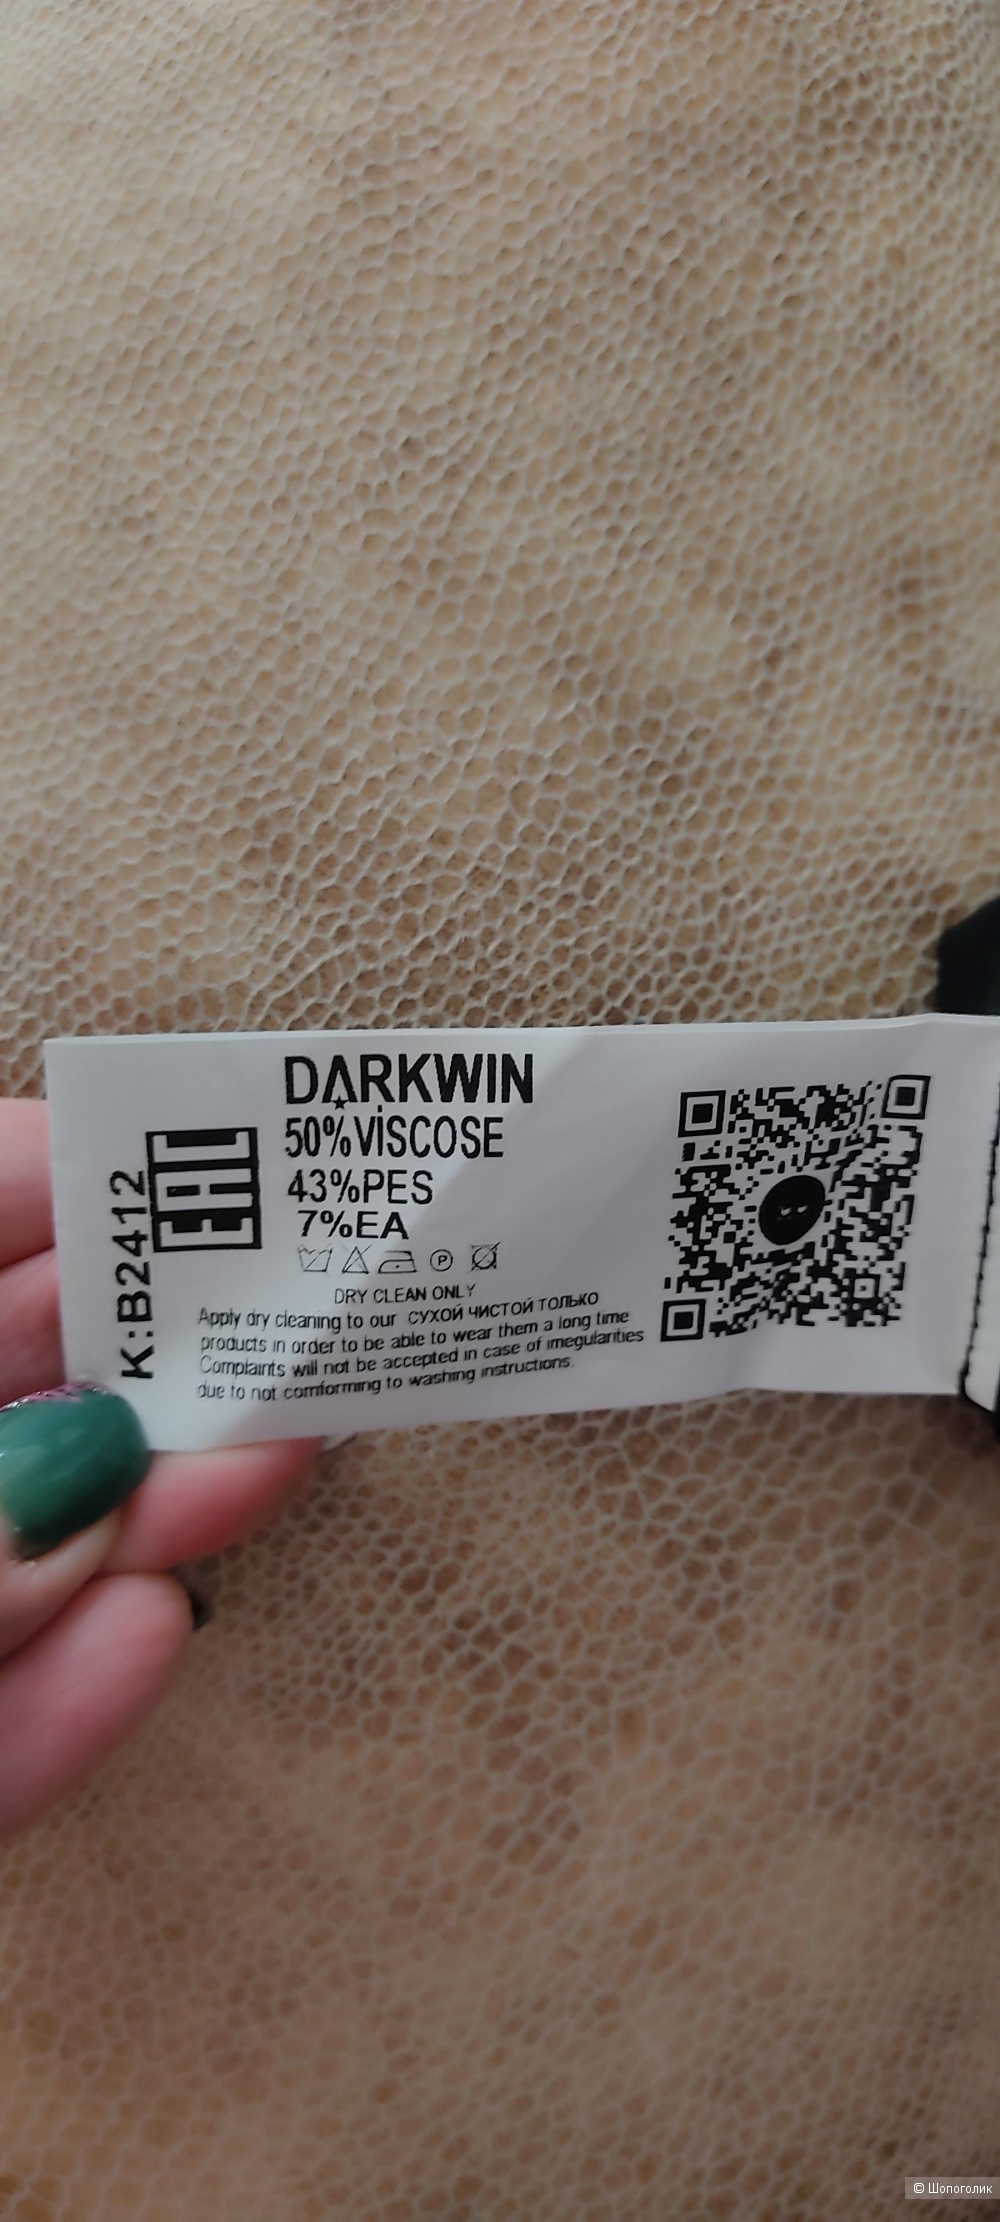 DARKWIN
50%VİSCOSE
43%PES
7%EA
K:B2412
EAC
P
DRY CLEAN ONLY
Apply dry cleaning to our СУХОЙ ЧИСТОЙ ТОЛЬКО
products in order to be able to wear them a long time
Complaints will not be accepted in case of imegularities
due to not comforming to washing instructions.
© Шопоголик